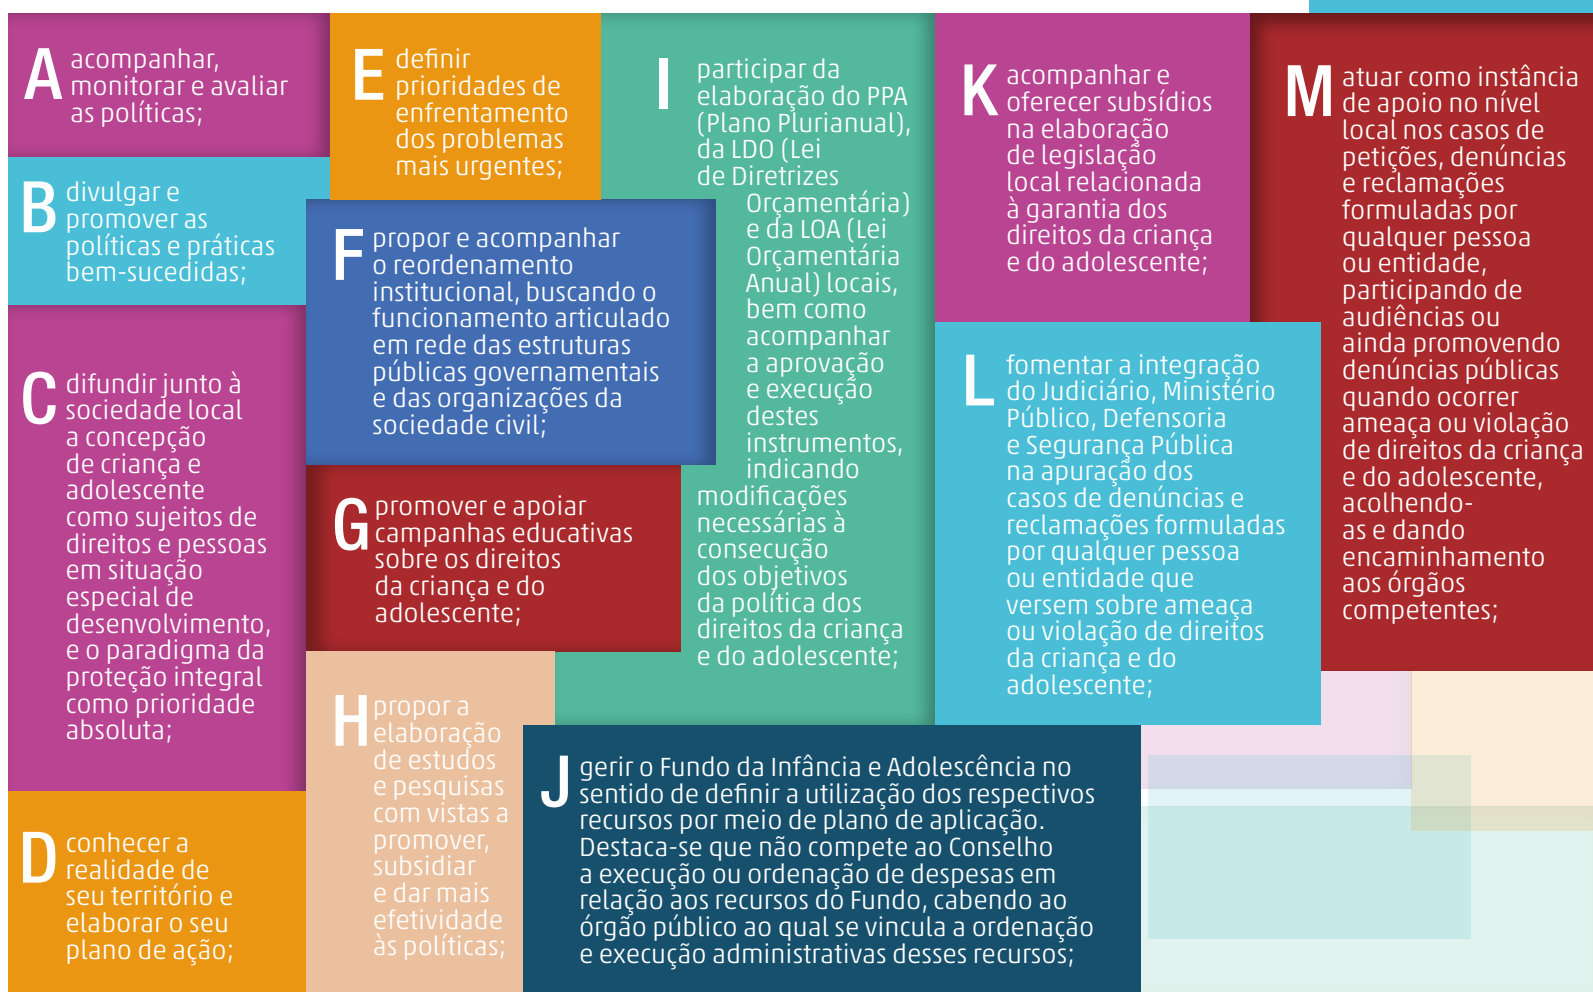 A acompanhar,
monitorar e avaliar
as políticas;
B divulgar e
promover as
políticas e práticas
bem-sucedidas;
C difundir junto à
sociedade local
a concepção
de criança e
adolescente
como sujeitos de
direitos e pessoas
em situação
especial de
desenvolvimento,
e o paradigma da
proteção integral
como prioridade
absoluta;
D conhecer a
realidade de
seu território e
elaborar o seu
plano de ação;
E definir
prioridades de
enfrentamento
dos problemas
mais urgentes;
F propor e acompanhar
o reordenamento
institucional, buscando o
funcionamento articulado
em rede das estruturas
públicas governamentais
e das organizações da
sociedade civil;
G promover e apoiar
campanhas educativas
sobre os direitos
da criança e do
adolescente;
H propor a
elaboração
de estudos
e pesquisas
com vistas a
promover,
subsidiar
e dar mais
efetividade
às políticas;
I participar da
elaboração do PPA
(Plano Plurianual),
da LDO (Lei
de Diretrizes
Orçamentária)
e da LOA (Lei
Orçamentária
Anual) locais,
bem como
acompanhar
a aprovação
e execução
destes
instrumentos,
indicando
modificações
necessárias à
consecução
dos objetivos
da política dos
direitos da criança
e do adolescente;
J gerir o Fundo da Infância e Adolescência no
sentido de definir a utilização dos respectivos
recursos por meio de plano de aplicação.
Destaca-se que não compete ao Conselho
a execução ou ordenação de despesas em
relação aos recursos do Fundo, cabendo ao
órgão público ao qual se vincula a ordenação
e execução administrativas desses recursos;
K acompanhar e
oferecer subsídios
na elaboração
de legislação
local relacionada
à garantia dos
direitos da criança
e do adolescente;
L fomentar a integração
do Judiciário, Ministério
Público, Defensoria
e Segurança Pública
na apuração dos
casos de denúncias e
reclamações formuladas
por qualquer pessoa
ou entidade que
versem sobre ameaça
ou violação de direitos
da criança e do
adolescente;
M atuar como instância
de apoio no nível
local nos casos de
petições, denúncias
e reclamações
formuladas por
qualquer pessoa
ou entidade,
participando de
audiências ou
ainda promovendo
denúncias públicas
quando ocorrer
ameaça ou violação
de direitos da criança
e do adolescente,
acolhendo-
as e dando
encaminhamento
aos órgãos
competentes;